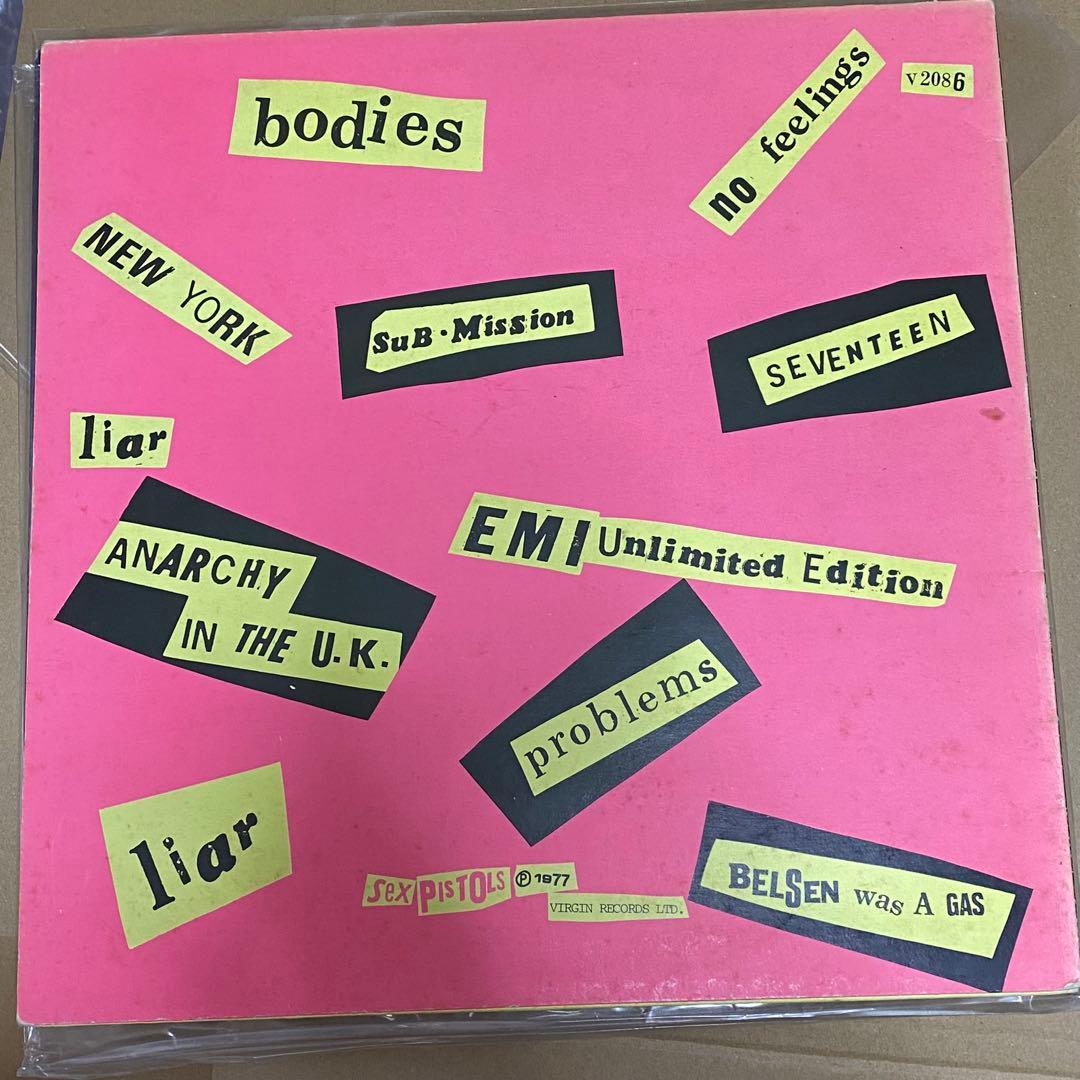 bodies
no feelings
V2086
NEW YORK
SuB·Mission
SEVENTEEN
liar
EMI Unlimited Edition
ANARCHY
IN THE U.K.
problems
liar
sex PISTOLS ℗ 1977
VIRGIN RECORDS LTD.
BELSEN was A GAS